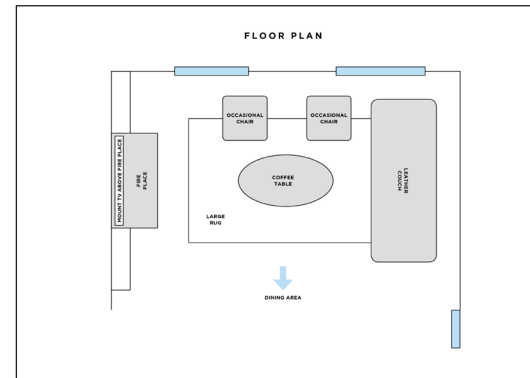 FLOOR PLAN
OCCASIONAL
CHAIR
OCCASIONAL
CHAIR
MOUNT TV ABOVE FIRE PLACE
FIRE
PLACE
COFFEE
TABLE
LEATHER
COUCH
LARGE
RUG
DINING AREA